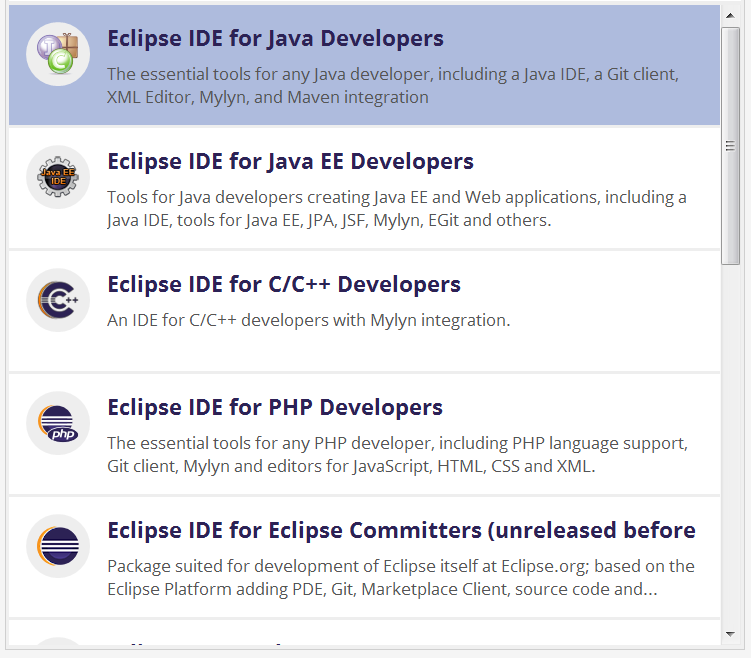 Eclipse IDE for Java Developers
The essential tools for any Java developer, including a Java IDE, a Git client,
XML Editor, Mylyn, and Maven integration
Java EE
IDE
Eclipse IDE for Java EE Developers
Tools for Java developers creating Java EE and Web applications, including a
Java IDE, tools for Java EE, JPA, JSF, Mylyn, EGit and others.
C++
Eclipse IDE for C/C++ Developers
An IDE for C/C++ developers with Mylyn integration.
php
Eclipse IDE for PHP Developers
The essential tools for any PHP developer, including PHP language support,
Git client, Mylyn and editors for JavaScript, HTML, CSS and XML.
Eclipse IDE for Eclipse Committers (unreleased before
Package suited for development of Eclipse itself at Eclipse.org; based on the
Eclipse Platform adding PDE, Git, Marketplace Client, source code and...